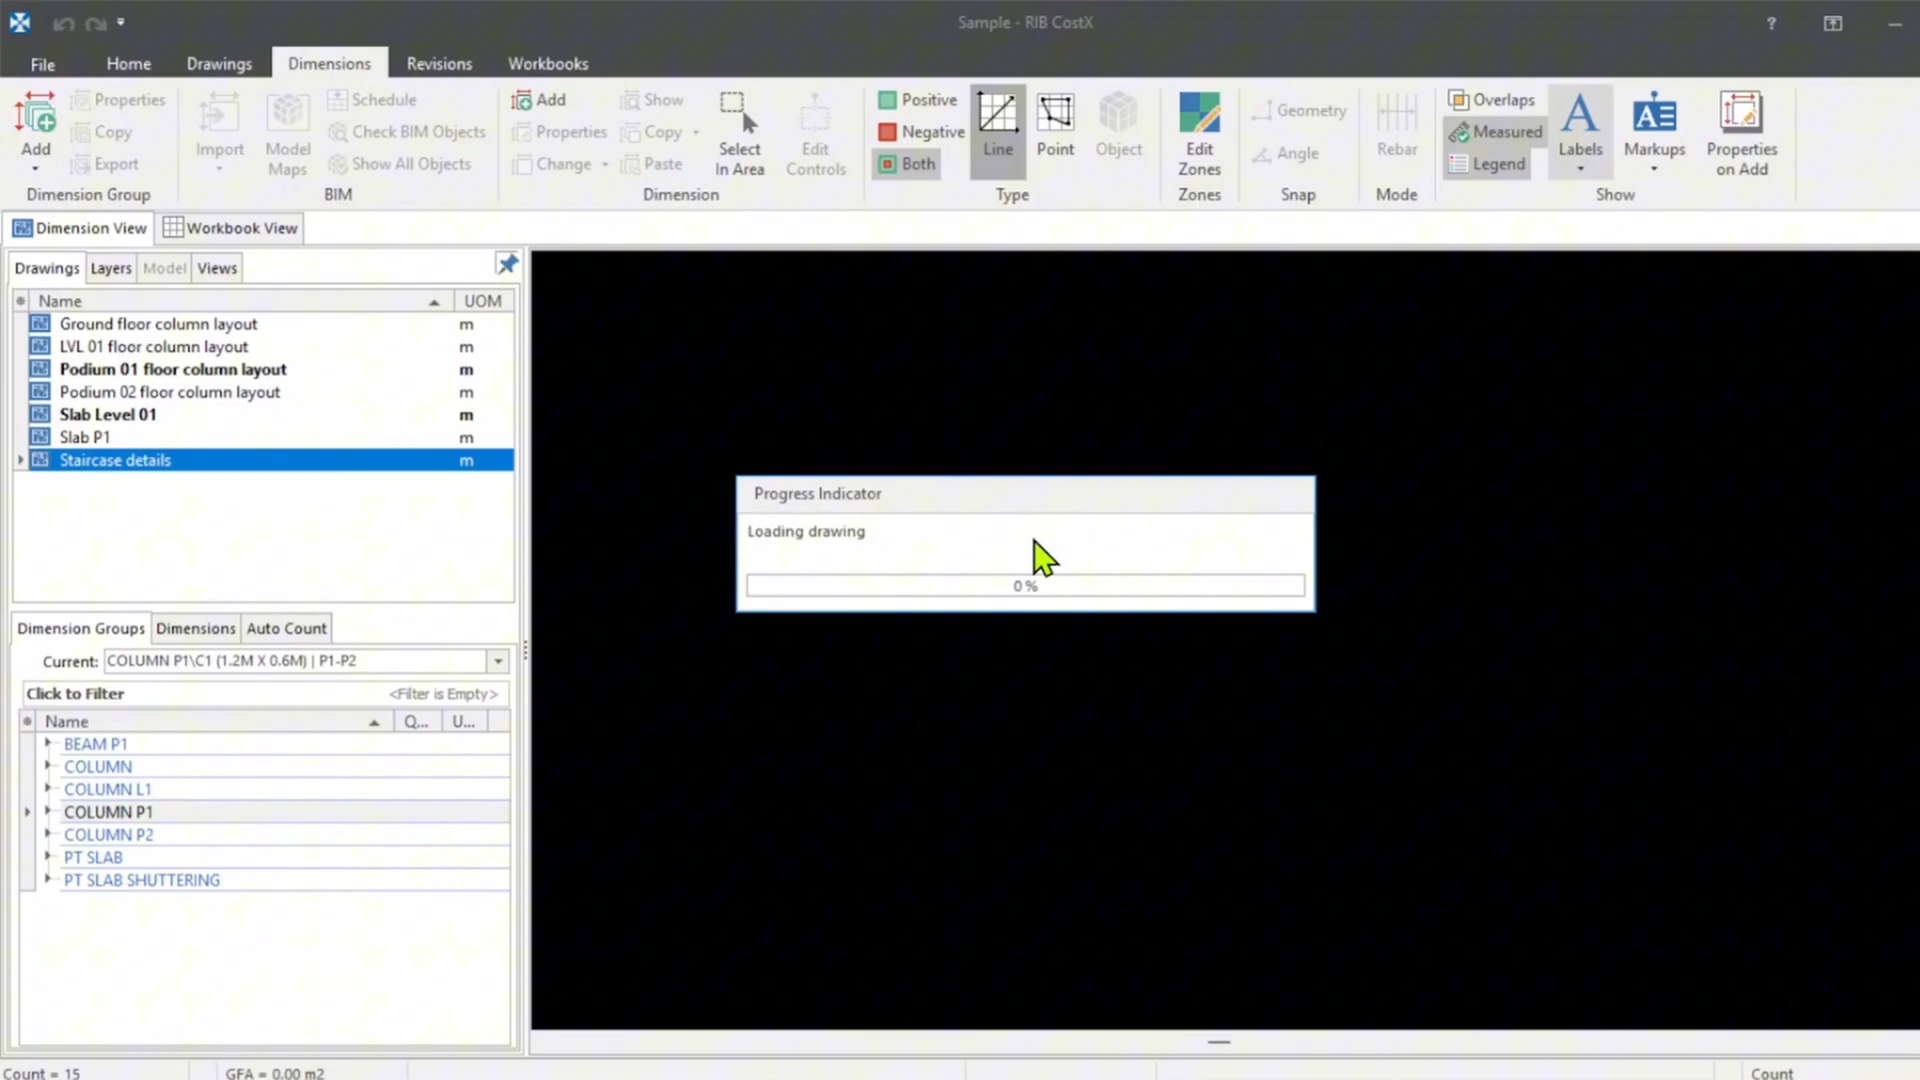 Sample - RIB CostX
?
File
Home
Drawings
Dimensions
Revisions
Workbooks
Add
Properties
Copy
Export
Dimension Group
Import
Model Maps
Schedule
Check BIM Objects
Show All Objects
BIM
Add
Properties
Change
Show
Copy
Paste
Select In Area
Edit Controls
Dimension
Positive
Negative
Both
Line
Point
Object
Type
Edit Zones
Zones
Geometry
Angle
Snap
Rebar
Mode
Overlaps
Measured
Legend
Labels
Markups
Properties on Add
Show
Dimension View
Workbook View
Drawings
Layers
Model
Views
Name
UOM
Ground floor column layout m
LVL 01 floor column layout m
Podium 01 floor column layout m
Podium 02 floor column layout m
Slab Level 01 m
Slab P1 m
Staircase details m
Progress Indicator
Loading drawing
0 %
Dimension Groups
Dimensions
Auto Count
Current: COLUMN P1\C1 (1.2M X 0.6M) | P1-P2
Click to Filter <Filter is Empty>
Name Q... U...
BEAM P1
COLUMN
COLUMN L1
COLUMN P1
COLUMN P2
PT SLAB
PT SLAB SHUTTERING
Count = 15
GFA = 0.00 m2
Count